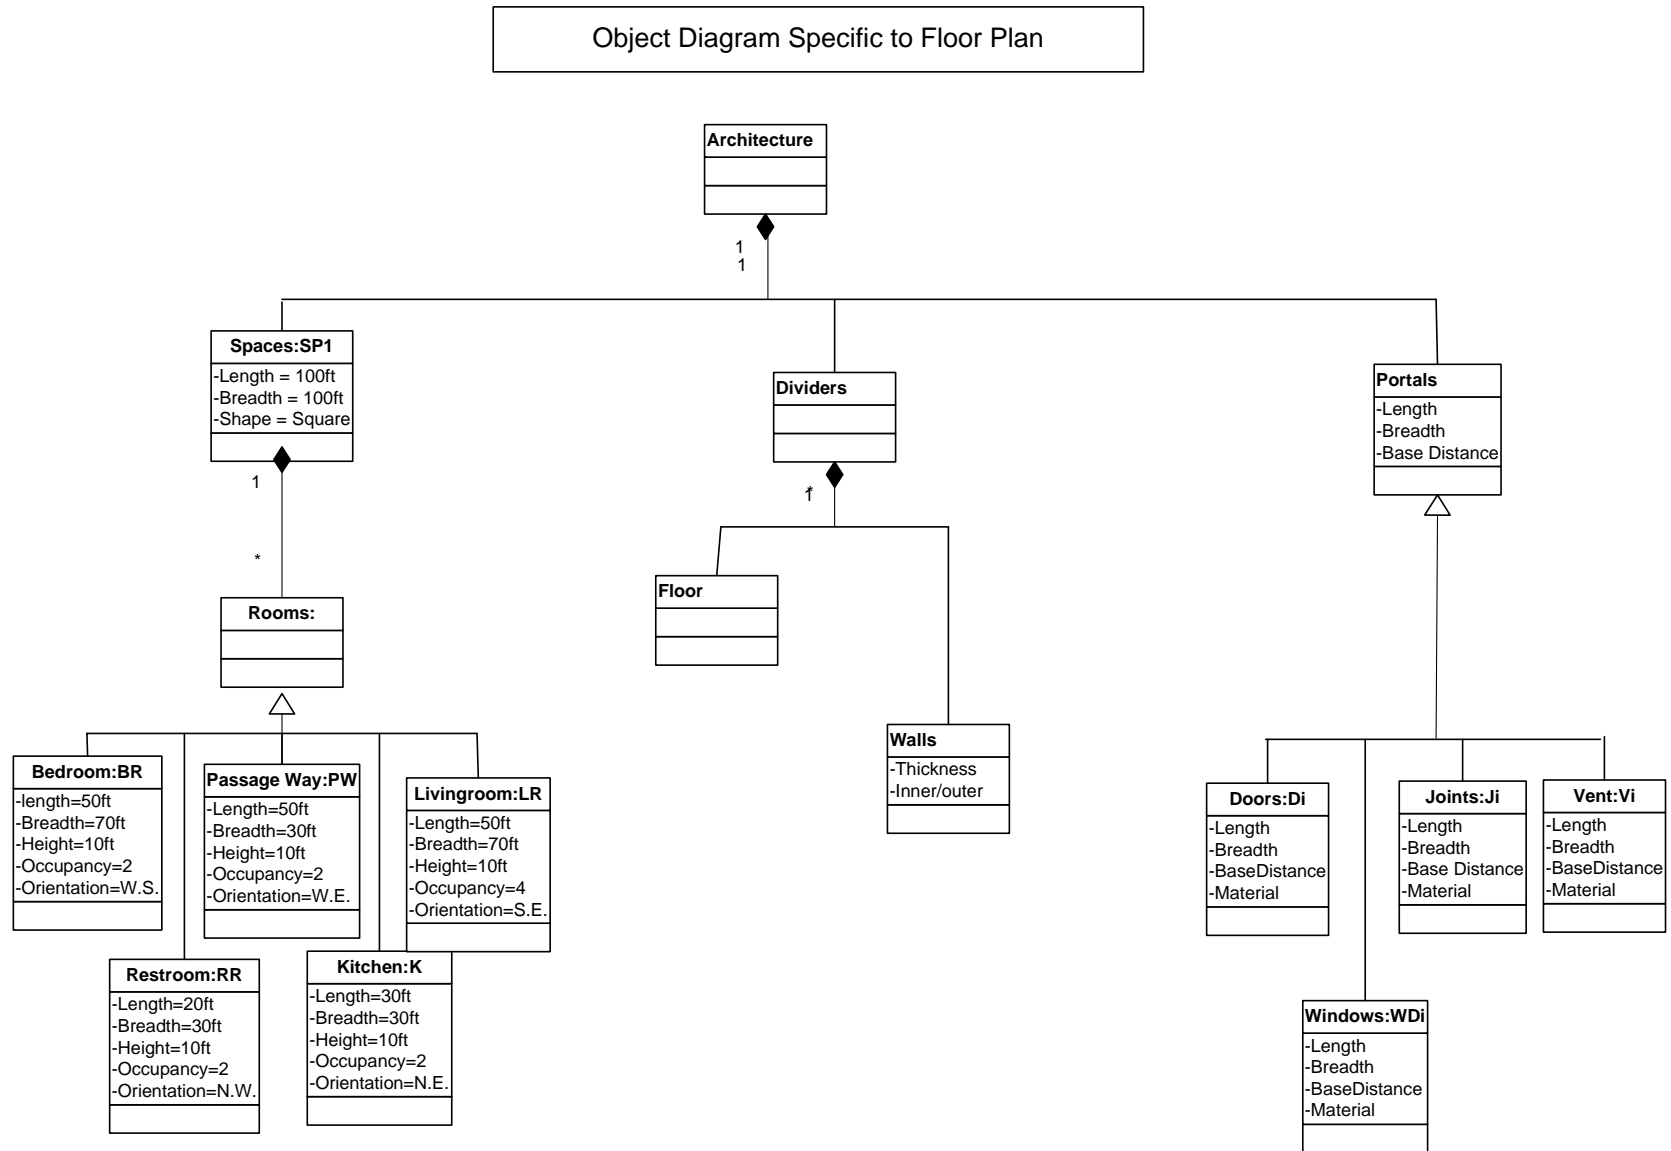 Object Diagram Specific to Floor Plan
Architecture
1
1
Spaces:SP1
-Length = 100ft
-Breadth = 100ft
-Shape = Square
1
*
Dividers
1
*
Portals
-Length
-Breadth
-Base Distance
Rooms:
Floor
Walls
-Thickness
-Inner/outer
Bedroom:BR
-length=50ft
-Breadth=70ft
-Height=10ft
-Occupancy=2
-Orientation=W.S.
Passage Way:PW
-Length=50ft
-Breadth=30ft
-Height=10ft
-Occupancy=2
-Orientation=W.E.
Livingroom:LR
-Length=50ft
-Breadth=70ft
-Height=10ft
-Occupancy=4
-Orientation=S.E.
Restroom:RR
-Length=20ft
-Breadth=30ft
-Height=10ft
-Occupancy=2
-Orientation=N.W.
Kitchen:K
-Length=30ft
-Breadth=30ft
-Height=10ft
-Occupancy=2
-Orientation=N.E.
Doors:Di
-Length
-Breadth
-BaseDistance
-Material
Joints:Ji
-Length
-Breadth
-Base Distance
-Material
Vent:Vi
-Length
-Breadth
-BaseDistance
-Material
Windows:WDi
-Length
-Breadth
-BaseDistance
-Material